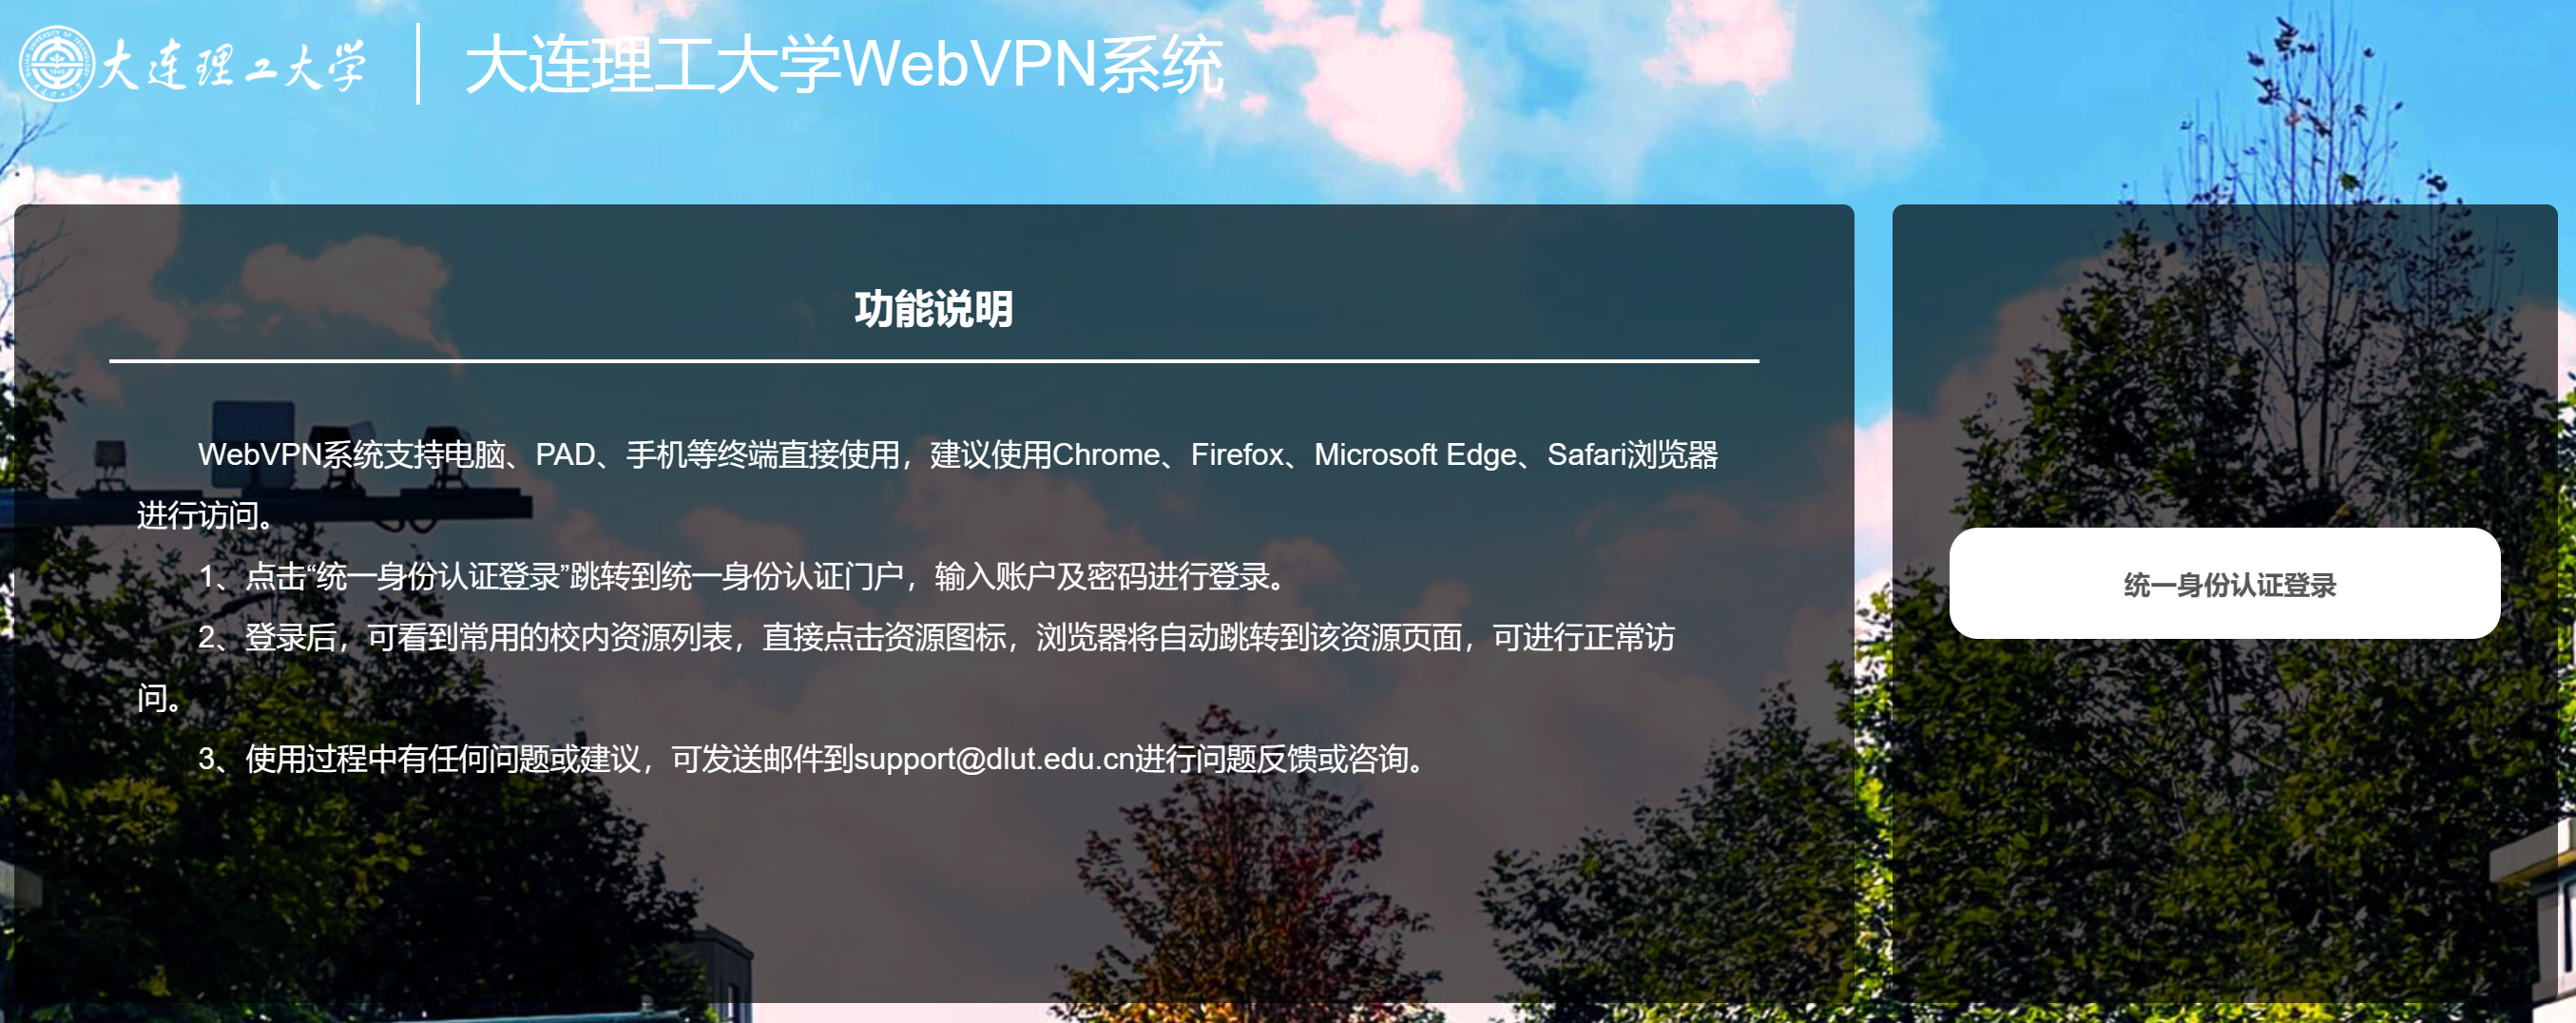 大连理工大学
大连理工大学WebVPN系统
功能说明
WebVPN系统支持电脑、PAD、手机等终端直接使用，建议使用Chrome、Firefox、Microsoft Edge、Safari浏览器
进行访问。
1、点击“统一身份认证登录”跳转到统一身份认证门户，输入账户及密码进行登录。
2、登录后，可看到常用的校内资源列表，直接点击资源图标，浏览器将自动跳转到该资源页面，可进行正常访
问。
3、使用过程中有任何问题或建议，可发送邮件到support@dlut.edu.cn进行问题反馈或咨询。
统一身份认证登录